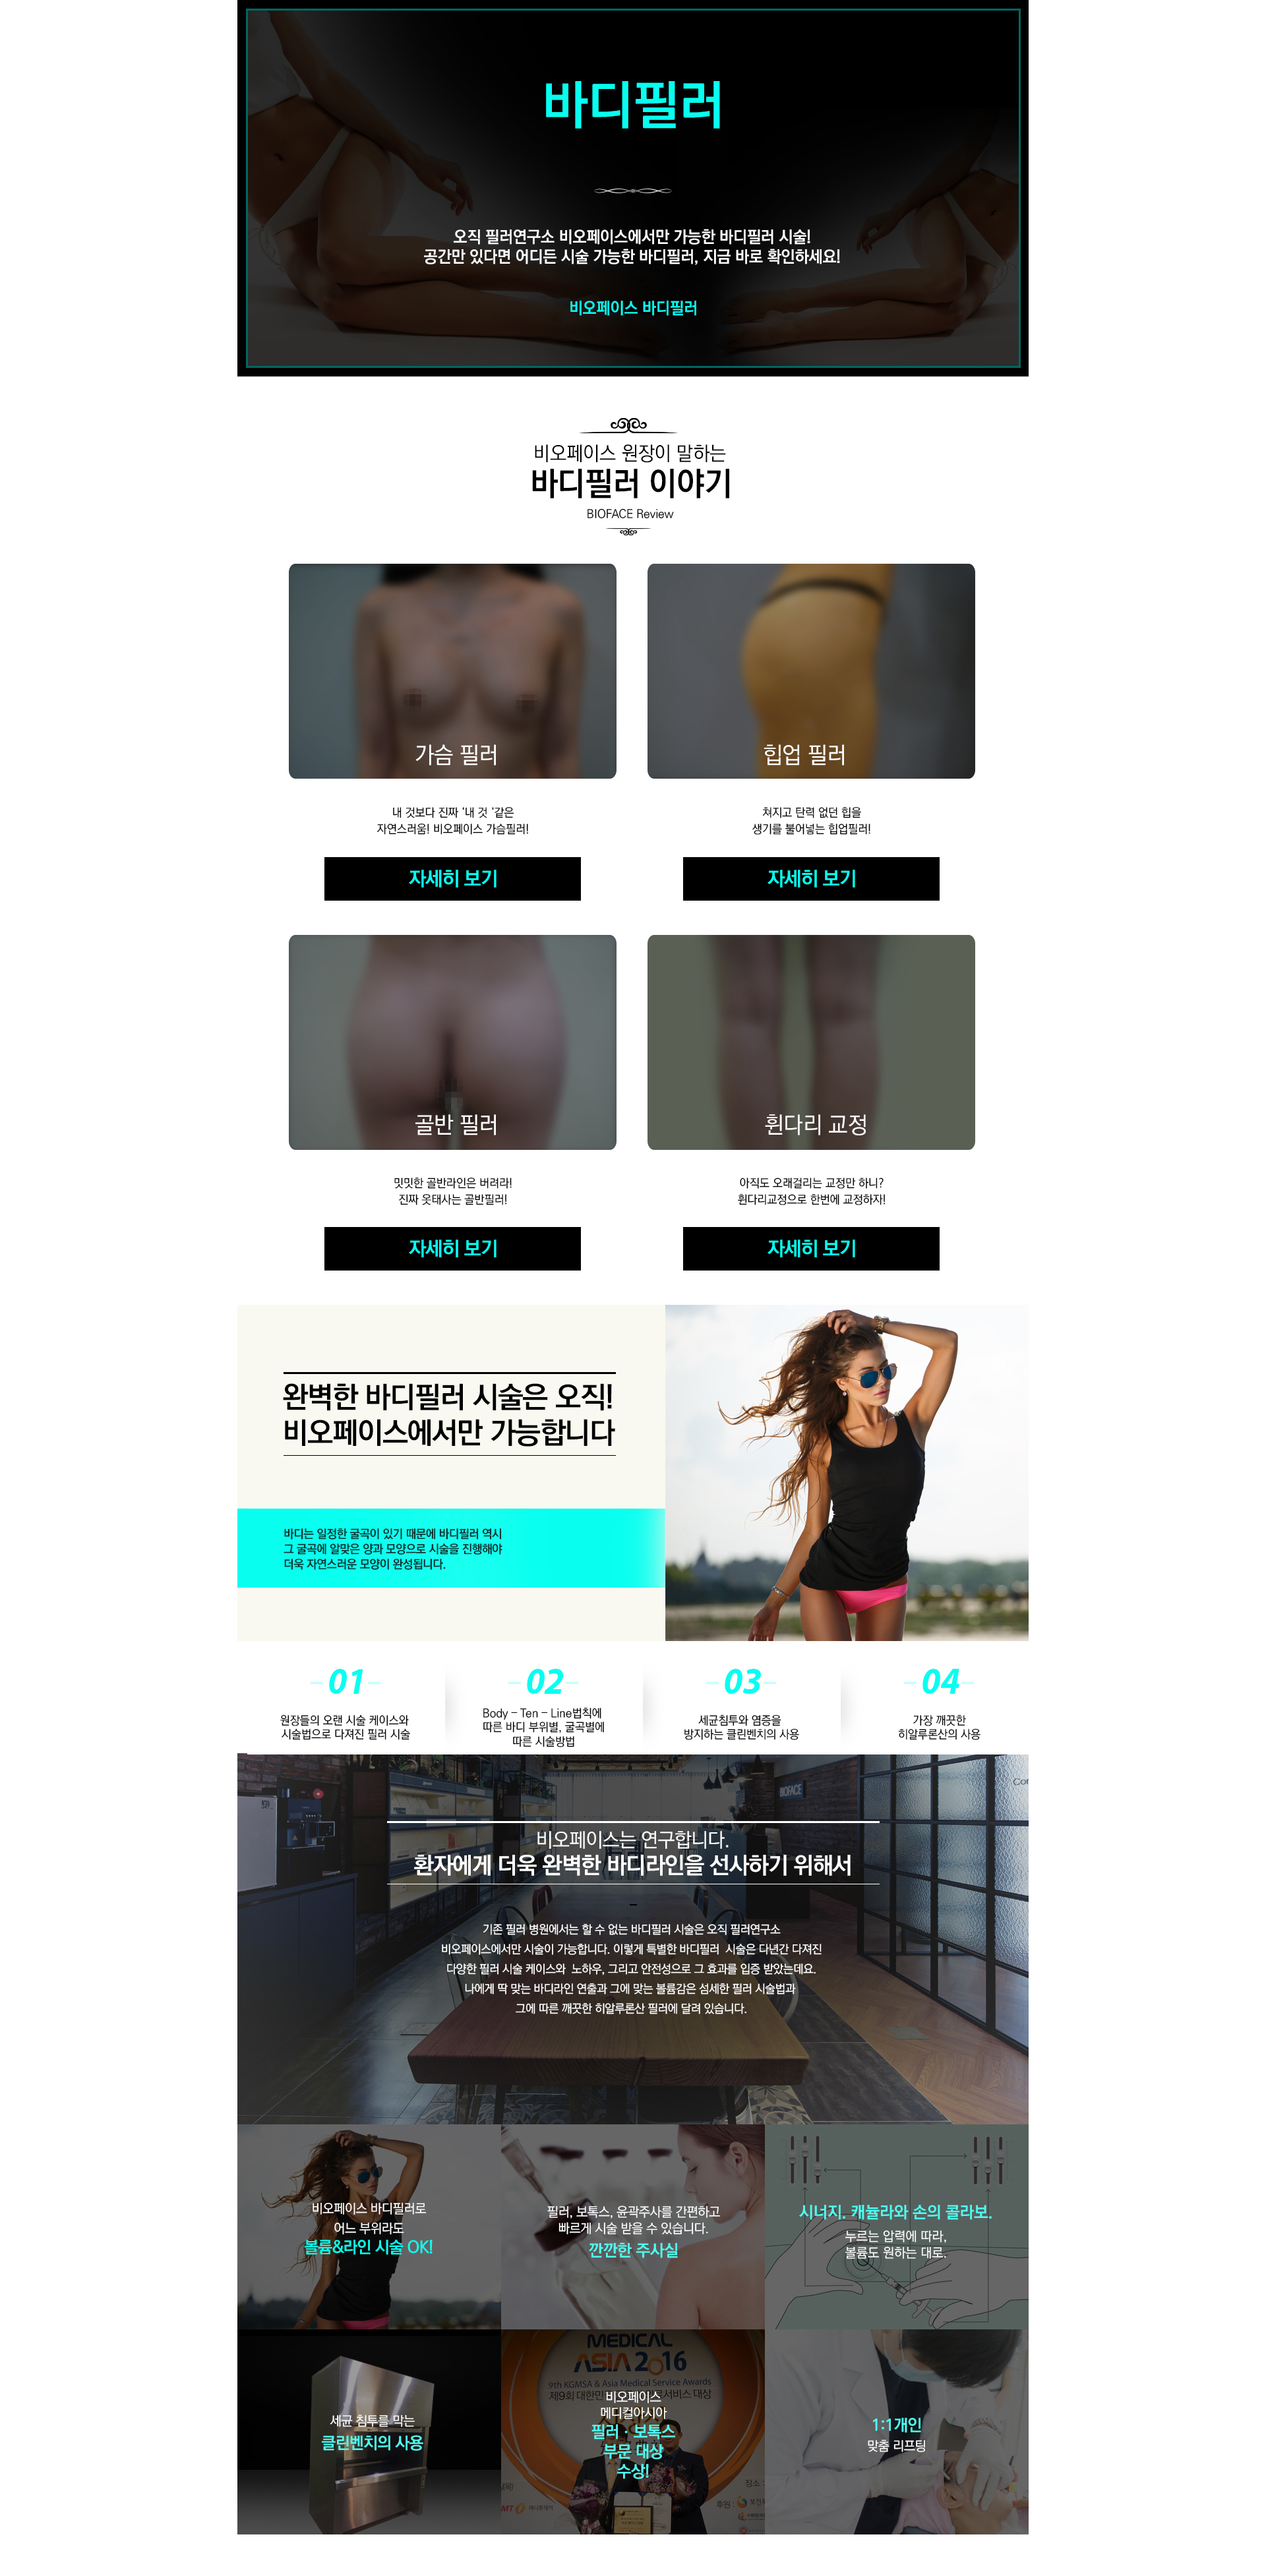 바디필러
오직 필러연구소 비오페이스에서만 가능한 바디필러 시술!
공간만 있다면 어디든 시술 가능한 바디필러, 지금 바로 확인하세요!
비오페이스 바디필러
비오페이스 원장이 말하는
바디필러 이야기
BIOFACE Review
가슴 필러
내 것보다 진짜 '내 것 '같은
자연스러움! 비오페이스 가슴필러!
자세히 보기
힙업 필러
쳐지고 탄력 없던 힙을
생기를 불어넣는 힙업필러!
자세히 보기
골반 필러
밋밋한 골반라인은 버려라!
진짜 옷태사는 골반필러!
자세히 보기
휜다리 교정
아직도 오래걸리는 교정만 하니?
휜다리교정으로 한번에 교정하자!
자세히 보기
완벽한 바디필러 시술은 오직!
비오페이스에서만 가능합니다
바디는 일정한 굴곡이 있기 때문에 바디필러 역시
그 굴곡에 알맞은 양과 모양으로 시술을 진행해야
더욱 자연스러운 모양이 완성됩니다.
01
원장들의 오랜 시술 케이스와
시술법으로 다져진 필러 시술
02
Body - Ten - Line법칙에
따른 바디 부위별, 굴곡별에
따른 시술방법
03
세균침투와 염증을
방지하는 클린벤치의 사용
04
가장 깨끗한
히알루론산의 사용
BIOFACE
비오페이스는 연구합니다.
환자에게 더욱 완벽한 바디라인을 선사하기 위해서
기존 필러 병원에서는 할 수 없는 바디필러 시술은 오직 필러연구소
비오페이스에서만 시술이 가능합니다. 이렇게 특별한 바디필러 시술은 다년간 다져진
다양한 필러 시술 케이스와 노하우, 그리고 안전성으로 그 효과를 입증 받았는데요.
나에게 딱 맞는 바디라인 연출과 그에 맞는 볼륨감은 섬세한 필러 시술법과
그에 따른 깨끗한 히알루론산 필러에 달려 있습니다.
비오페이스 바디필러로
어느 부위라도
볼륨&라인 시술 OK!
필러, 보톡스, 윤곽주사를 간편하고
빠르게 시술 받을 수 있습니다.
깐깐한 주사실
시너지. 캐뉼라와 손의 콜라보.
누르는 압력에 따라,
볼륨도 원하는 대로.
세균 침투를 막는
클린벤치의 사용
MEDICAL
ASIA 2016
9th KGMSA & Asia Medical Service Awards
제9회 대한민 서비스 대상
비오페이스
메디컬아시아
필러 · 보톡스
부문 대상
수상!
장소 :
후원 :
1:1개인
맞춤 리프팅